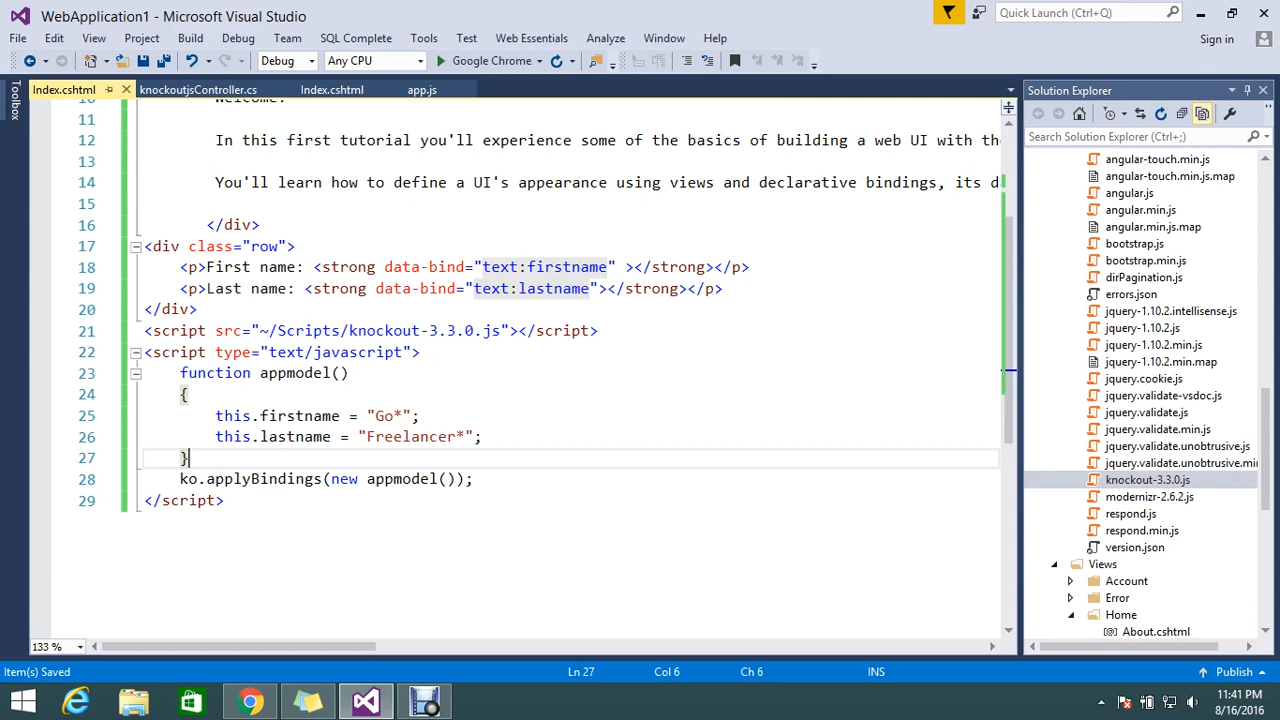 WebApplication1 - Microsoft Visual Studio
Quick Launch (Ctrl+Q)
File Edit View Project Build Debug Team SQL Complete Tools Test Web Essentials Analyze Window Help
Sign in
Debug Any CPU Google Chrome
Toolbox
Index.cshtml knockoutjsController.cs Index.cshtml app.js
10
11
12 In this first tutorial you'll experience some of the basics of building a web UI with the
13
14 You'll learn how to define a UI's appearance using views and declarative bindings, its d
15
16 </div>
17 <div class="row">
18 <p>First name: <strong data-bind="text:firstname" ></strong></p>
19 <p>Last name: <strong data-bind="text:lastname"></strong></p>
20 </div>
21 <script src="~/Scripts/knockout-3.3.0.js"></script>
22 <script type="text/javascript">
23 function appmodel()
24 {
25 this.firstname = "Go*";
26 this.lastname = "Freelancer*";
27 }
28 ko.applyBindings(new appmodel());
29 </script>
133 %
Solution Explorer
Search Solution Explorer (Ctrl+;)
angular-touch.min.js
angular-touch.min.js.map
angular.js
angular.min.js
angular.min.js.map
bootstrap.js
bootstrap.min.js
dirPagination.js
errors.json
jquery-1.10.2.intellisense.js
jquery-1.10.2.js
jquery-1.10.2.min.js
jquery-1.10.2.min.map
jquery.cookie.js
jquery.validate-vsdoc.js
jquery.validate.js
jquery.validate.min.js
jquery.validate.unobtrusive.js
jquery.validate.unobtrusive.min
knockout-3.3.0.js
modernizr-2.6.2.js
respond.js
respond.min.js
version.json
Views
Account
Error
Home
About.cshtml
Item(s) Saved Ln 27 Col 6 Ch 6 INS Publish
11:41 PM
8/16/2016